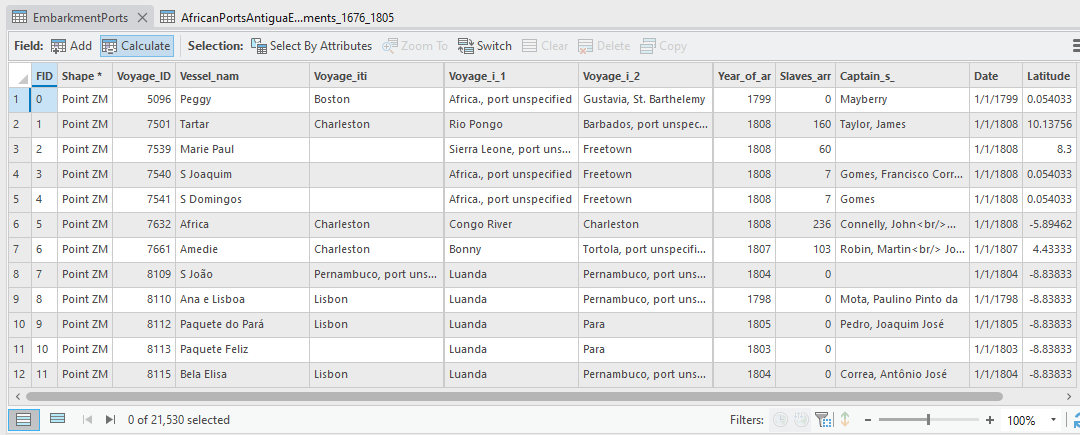 EmbarkmentPorts AfricanPortsAntiguaE...ments_1676_1805
Field: Add Calculate Selection: Select By Attributes Zoom To Switch Clear Delete Copy
FID Shape * Voyage_ID Vessel_nam Voyage_iti Voyage_i_1 Voyage_i_2 Year_of_ar Slaves_arr Captain_s_ Date Latitude
1 0 Point ZM 5096 Peggy Boston Africa., port unspecified Gustavia, St. Barthelemy 1799 0 Mayberry 1/1/1799 0.054033
2 1 Point ZM 7501 Tartar Charleston Rio Pongo Barbados, port unspec... 1808 160 Taylor, James 1/1/1808 10.13756
3 2 Point ZM 7539 Marie Paul Sierra Leone, port uns... Freetown 1808 60 1/1/1808 8.3
4 3 Point ZM 7540 S Joaquim Africa., port unspecified Freetown 1808 7 Gomes, Francisco Corr... 1/1/1808 0.054033
5 4 Point ZM 7541 S Domingos Africa., port unspecified Freetown 1808 7 Gomes 1/1/1808 0.054033
6 5 Point ZM 7632 Africa Charleston Congo River Charleston 1808 236 Connelly, John<br/>... 1/1/1808 -5.89462
7 6 Point ZM 7661 Amedie Charleston Bonny Tortola, port unspecifi... 1807 103 Robin, Martin<br/> Jo... 1/1/1807 4.43333
8 7 Point ZM 8109 S João Pernambuco, port uns... Luanda Pernambuco, port uns... 1804 0 1/1/1804 -8.83833
9 8 Point ZM 8110 Ana e Lisboa Lisbon Luanda Pernambuco, port uns... 1798 0 Mota, Paulino Pinto da 1/1/1798 -8.83833
10 9 Point ZM 8112 Paquete do Pará Lisbon Luanda Para 1805 0 Pedro, Joaquim José 1/1/1805 -8.83833
11 10 Point ZM 8113 Paquete Feliz Luanda Para 1803 0 1/1/1803 -8.83833
12 11 Point ZM 8115 Bela Elisa Lisbon Luanda Pernambuco, port uns... 1804 0 Correa, Antônio José 1/1/1804 -8.83833
0 of 21,530 selected Filters: 100%